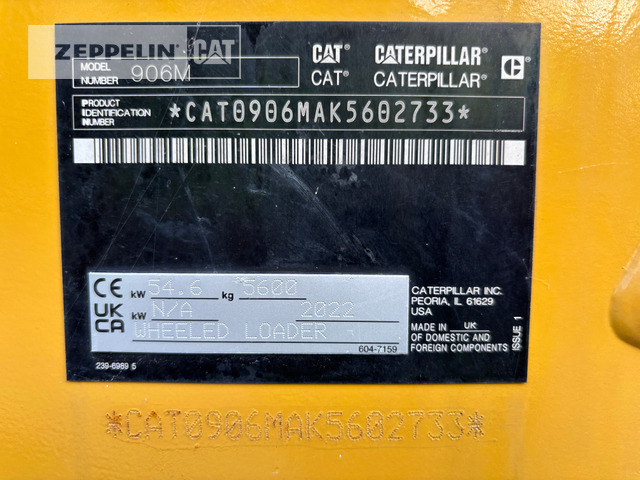 ZEPPELIN CAT
MODEL NUMBER 906M
CAT® CATERPILLAR®
CAT® CATERPILLAR®
PRODUCT IDENTIFICATION NUMBER *CAT0906MAK5602733*
CE kW 54.6 kg 5600
UK CA kW N/A 2022
WHEELED LOADER
604-7159
239-6969 5
CATERPILLAR INC.
PEORIA, IL 61629
USA
MADE IN UK
OF DOMESTIC AND
FOREIGN COMPONENTS
ISSUE 1
*CAT0906MAK5602733*